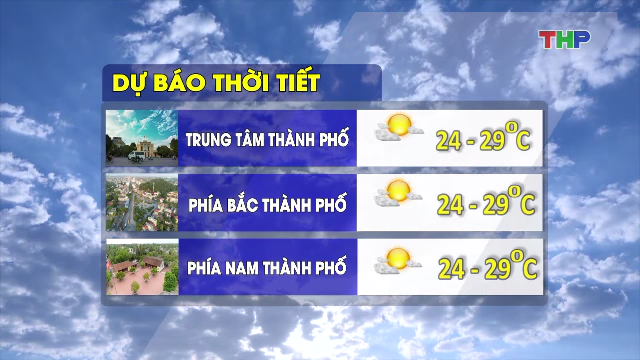 THP
DỰ BÁO THỜI TIẾT
TRUNG TÂM THÀNH PHỐ 24 - 29°C
PHÍA BẮC THÀNH PHỐ 24 - 29°C
PHÍA NAM THÀNH PHỐ 24 - 29°C